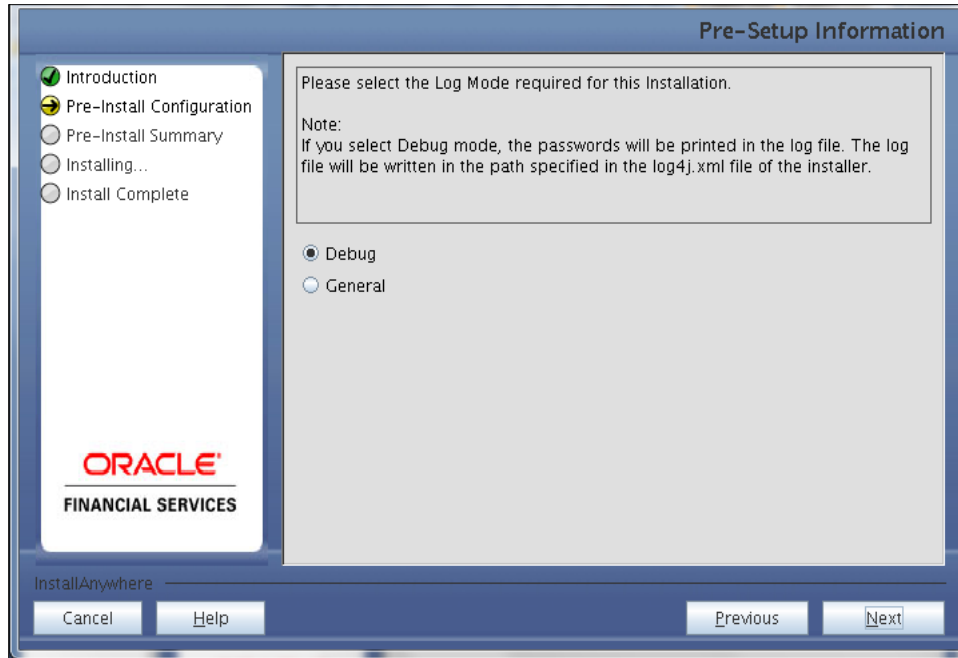 Pre-Setup Information
Introduction
Pre-Install Configuration
Pre-Install Summary
Installing...
Install Complete
Please select the Log Mode required for this Installation.
Note:
If you select Debug mode, the passwords will be printed in the log file. The log
file will be written in the path specified in the log4j.xml file of the installer.
Debug
General
ORACLE'
FINANCIAL SERVICES
InstallAnywhere
Cancel
Help
Previous
Next